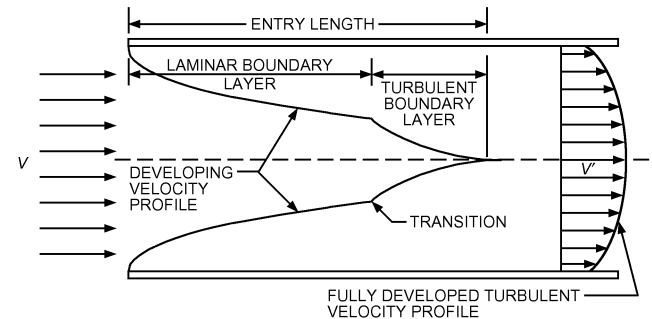 ENTRY LENGTH
LAMINAR BOUNDARY
LAYER
TURBULENT
BOUNDARY
LAYER
V
DEVELOPING
VELOCITY
PROFILE
V'
TRANSITION
FULLY DEVELOPED TURBULENT
VELOCITY PROFILE